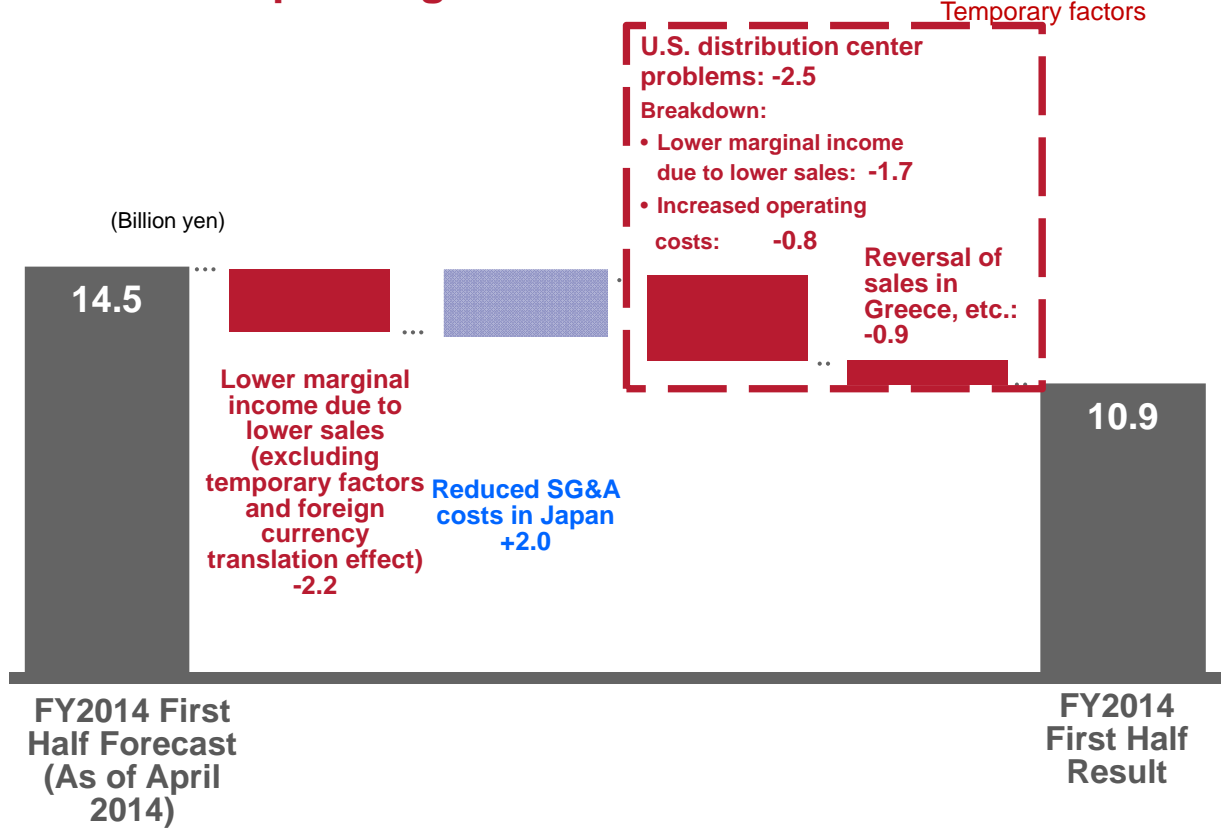 Temporary factors
U.S. distribution center
problems: -2.5
Breakdown:
• Lower marginal income
due to lower sales: -1.7
• Increased operating
costs: -0.8
(Billion yen)
Reversal of
sales in
Greece, etc.:
-0.9
14.5
Lower marginal
income due to
lower sales
(excluding
temporary factors
and foreign
currency
translation effect)
-2.2
Reduced SG&A
costs in Japan
+2.0
10.9
FY2014 First
Half Forecast
(As of April
2014)
FY2014
First Half
Result